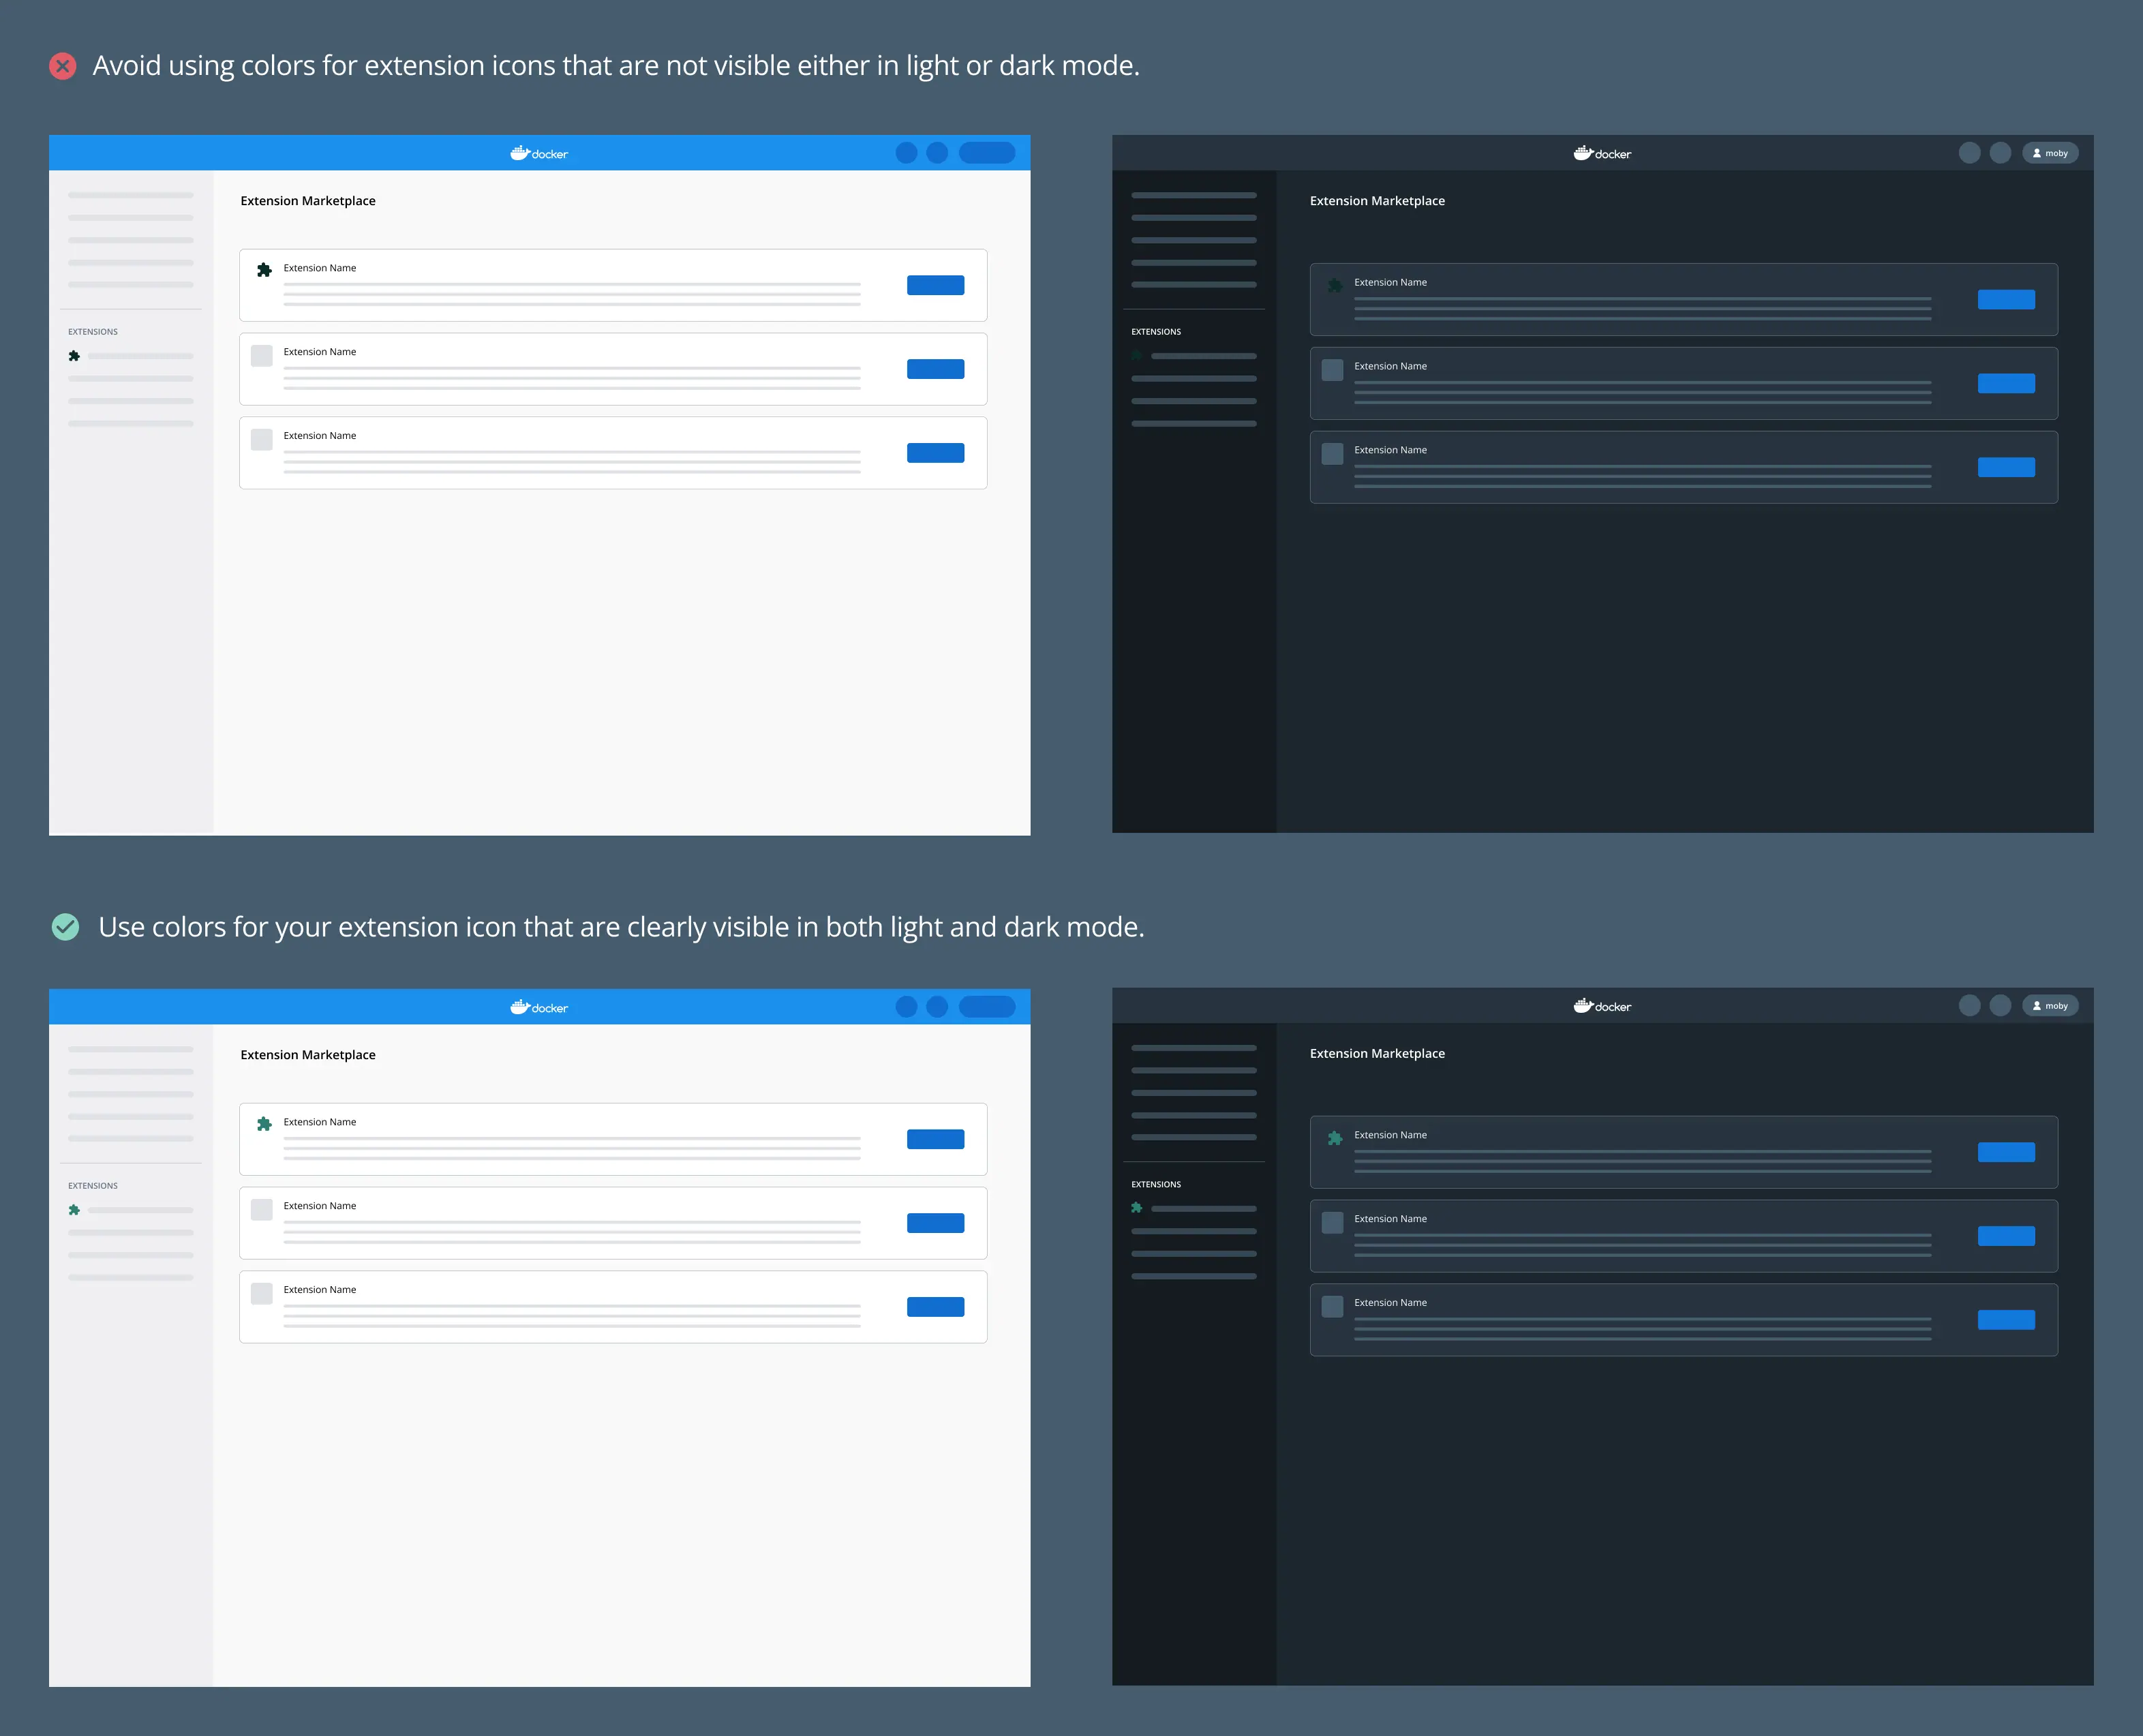 Avoid using colors for extension icons that are not visible either in light or dark mode.
docker
Extension Marketplace
Extension Name
EXTENSIONS
Extension Name
Extension Name
docker
moby
Extension Marketplace
Extension Name
EXTENSIONS
Extension Name
Extension Name
Use colors for your extension icon that are clearly visible in both light and dark mode.
docker
Extension Marketplace
Extension Name
EXTENSIONS
Extension Name
Extension Name
docker
moby
Extension Marketplace
Extension Name
EXTENSIONS
Extension Name
Extension Name